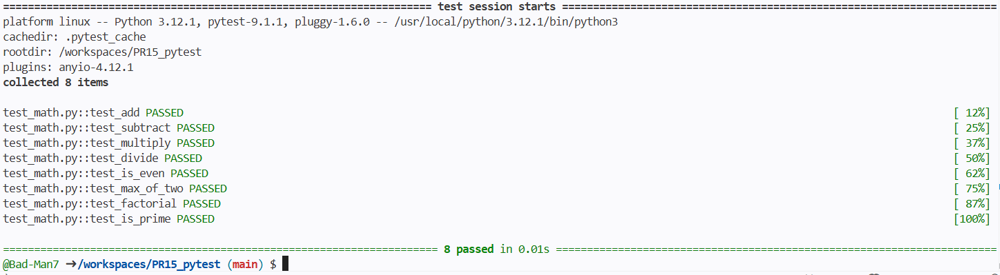 ===================================================================== test session starts ======================================================================
platform linux -- Python 3.12.1, pytest-9.1.1, pluggy-1.6.0 -- /usr/local/python/3.12.1/bin/python3
cachedir: .pytest_cache
rootdir: /workspaces/PR15_pytest
plugins: anyio-4.12.1
collected 8 items
test_math.py::test_add PASSED [ 12%]
test_math.py::test_subtract PASSED [ 25%]
test_math.py::test_multiply PASSED [ 37%]
test_math.py::test_divide PASSED [ 50%]
test_math.py::test_is_even PASSED [ 62%]
test_math.py::test_max_of_two PASSED [ 75%]
test_math.py::test_factorial PASSED [ 87%]
test_math.py::test_is_prime PASSED [100%]
====================================================================== 8 passed in 0.01s =======================================================================
@Bad-Man7 ➜/workspaces/PR15_pytest (main) $